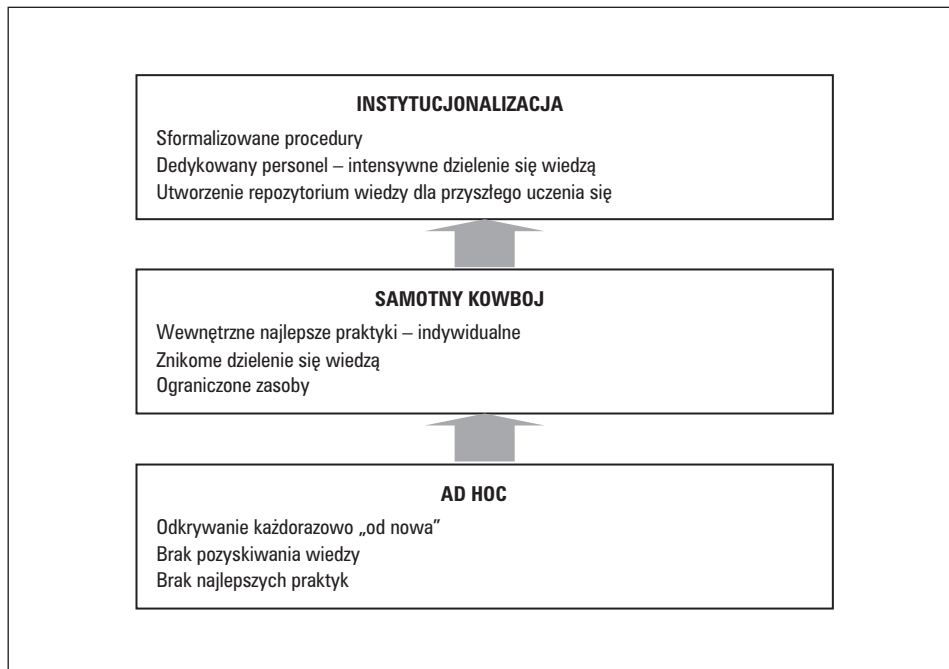 INSTYTUCJONALIZACJA
Sformalizowane procedury
Dedykowany personel – intensywne dzielenie się wiedzą
Utworzenie repozytorium wiedzy dla przyszłego uczenia się
SAMOTNY KOWBOJ
Wewnętrzne najlepsze praktyki – indywidualne
Znikome dzielenie się wiedzą
Ograniczone zasoby
AD HOC
Odkrywanie każdorazowo „od nowa”
Brak pozyskiwania wiedzy
Brak najlepszych praktyk